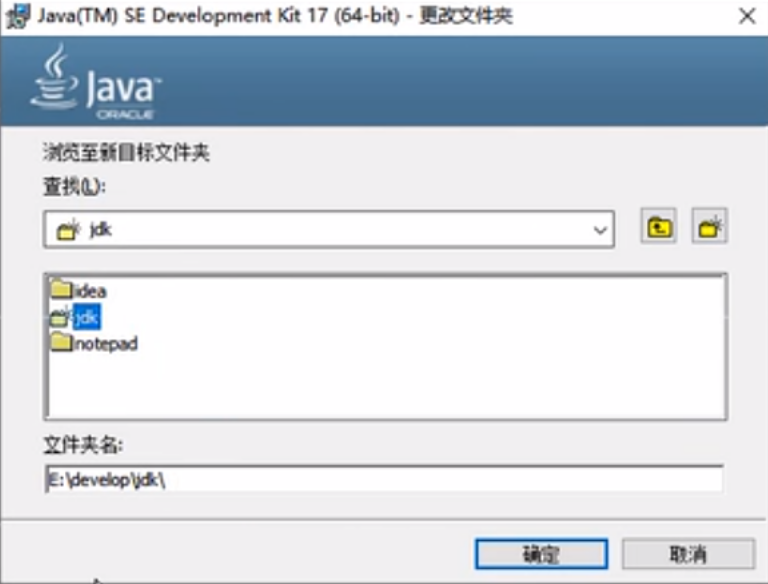 Java(TM) SE Development Kit 17 (64-bit) - 更改文件夹
Java™
ORACLE
浏览至新目标文件夹
查找(L):
jdk
idea
jdk
notepad
文件夹名:
E:\develop\jdk\
确定
取消